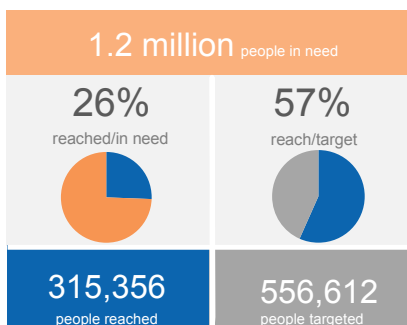 1.2 million people in need
26%
reached/in need
57%
reach/target
315,356
people reached
556,612
people targeted